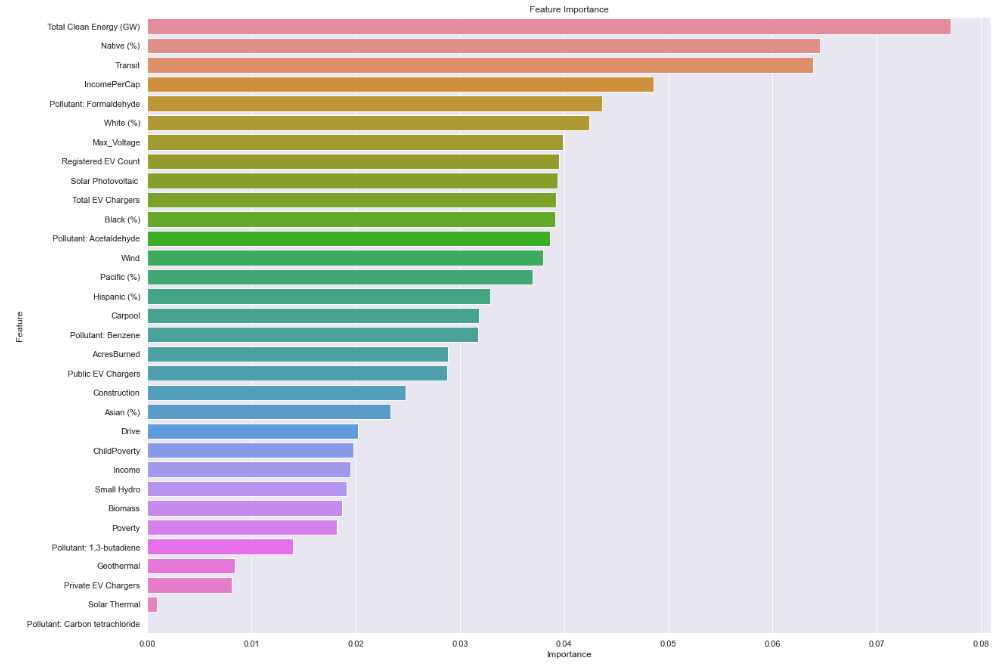 Feature Importance
Total Clean Energy (GW)
Native (%)
Transit
IncomePerCap
Pollutant: Formaldehyde
White (%)
Max_Voltage
Registered EV Count
Solar Photovoltaic
Total EV Chargers
Black (%)
Pollutant: Acetaldehyde
Wind
Pacific (%)
Hispanic (%)
Carpool
Pollutant: Benzene
AcresBurned
Public EV Chargers
Construction
Asian (%)
Drive
ChildPoverty
Income
Small Hydro
Biomass
Poverty
Pollutant: 1,3-butadiene
Geothermal
Private EV Chargers
Solar Thermal
Pollutant: Carbon tetrachloride
Feature
0.00 0.01 0.02 0.03 0.04 0.05 0.06 0.07 0.08
Importance